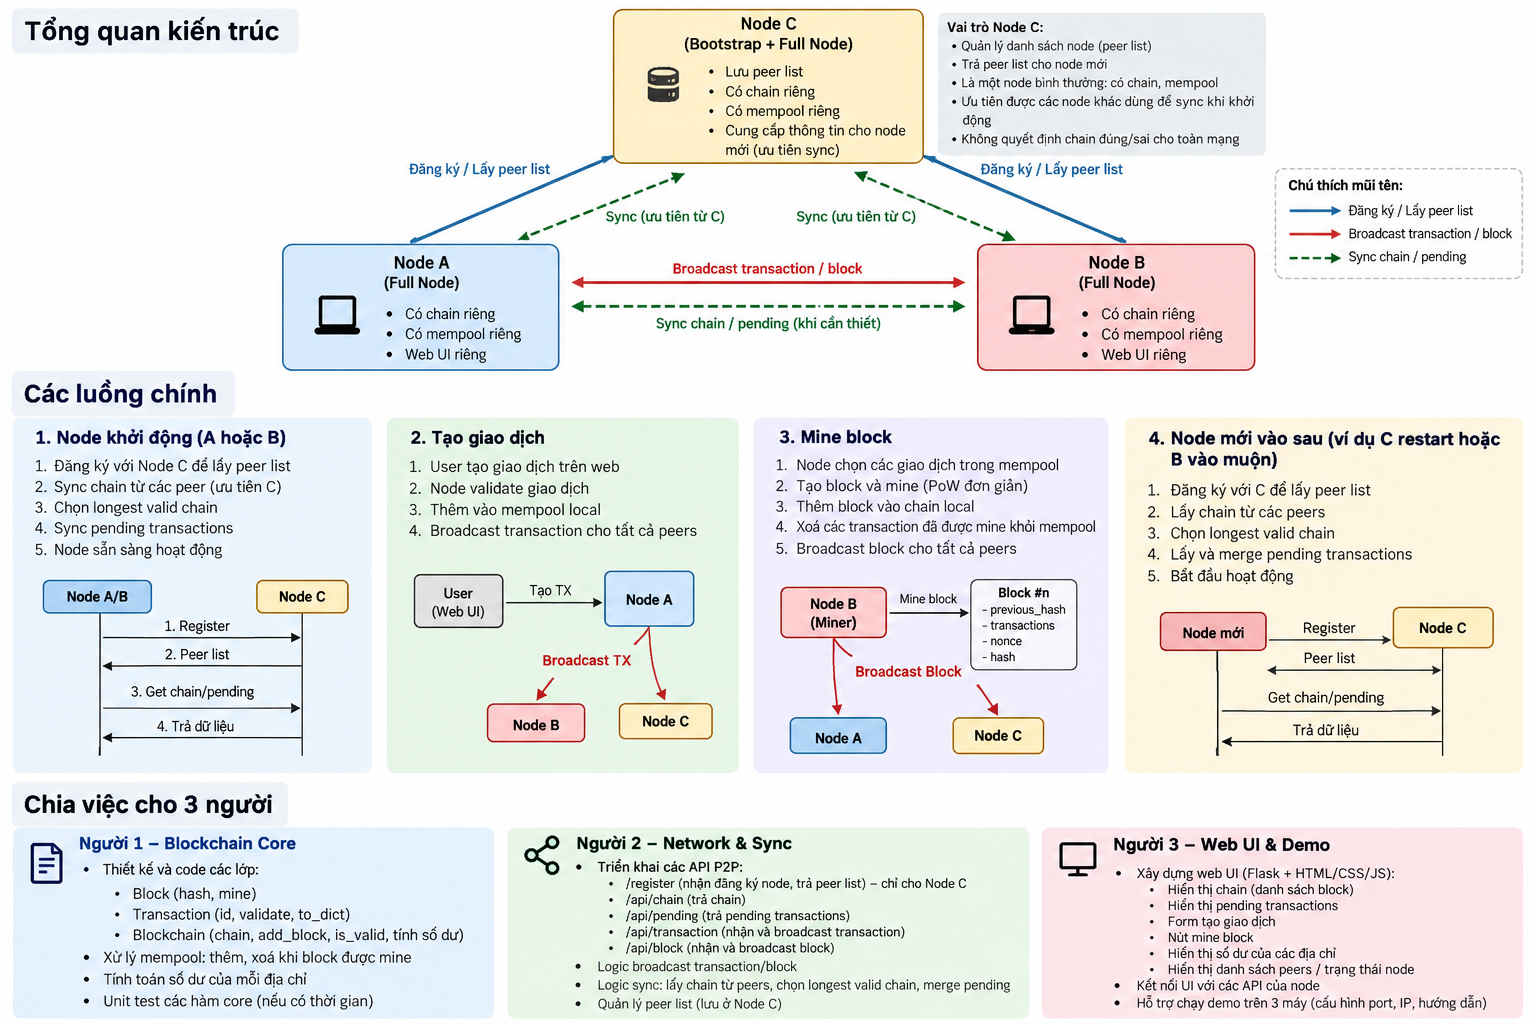 Tổng quan kiến trúc
Node C
(Bootstrap + Full Node)
• Lưu peer list
• Có chain riêng
• Có mempool riêng
• Cung cấp thông tin cho node
mới (ưu tiên sync)
Vai trò Node C:
• Quản lý danh sách node (peer list)
• Trả peer list cho node mới
• Là một node bình thường: có chain, mempool
• Ưu tiên được các node khác dùng để sync khi khởi
động
• Không quyết định chain đúng/sai cho toàn mạng
Đăng ký / Lấy peer list
Đăng ký / Lấy peer list
Sync (ưu tiên từ C)
Sync (ưu tiên từ C)
Chú thích mũi tên:
Đăng ký / Lấy peer list
Broadcast transaction / block
Sync chain / pending
Node A
(Full Node)
• Có chain riêng
• Có mempool riêng
• Web UI riêng
Broadcast transaction / block
Sync chain / pending (khi cần thiết)
Node B
(Full Node)
• Có chain riêng
• Có mempool riêng
• Web UI riêng
Các luồng chính
1. Node khởi động (A hoặc B)
1. Đăng ký với Node C để lấy peer list
2. Sync chain từ các peer (ưu tiên C)
3. Chọn longest valid chain
4. Sync pending transactions
5. Node sẵn sàng hoạt động
Node A/B
Node C
1. Register
2. Peer list
3. Get chain/pending
4. Trả dữ liệu
2. Tạo giao dịch
1. User tạo giao dịch trên web
2. Node validate giao dịch
3. Thêm vào mempool local
4. Broadcast transaction cho tất cả peers
User
(Web UI)
Tạo TX
Node A
Broadcast TX
Node B
Node C
3. Mine block
1. Node chọn các giao dịch trong mempool
2. Tạo block và mine (PoW đơn giản)
3. Thêm block vào chain local
4. Xoá các transaction đã được mine khỏi mempool
5. Broadcast block cho tất cả peers
Node B
(Miner)
Mine block
Block #n
- previous_hash
- transactions
- nonce
- hash
Broadcast Block
Node A
Node C
4. Node mới vào sau (ví dụ C restart hoặc
B vào muộn)
1. Đăng ký với C để lấy peer list
2. Lấy chain từ các peers
3. Chọn longest valid chain
4. Lấy và merge pending transactions
5. Bắt đầu hoạt động
Node mới
Node C
Register
Peer list
Get chain/pending
Trả dữ liệu
Chia việc cho 3 người
Người 1 – Blockchain Core
• Thiết kế và code các lớp:
• Block (hash, mine)
• Transaction (id, validate, to_dict)
• Blockchain (chain, add_block, is_valid, tính số dư)
• Xử lý mempool: thêm, xoá khi block được mine
• Tính toán số dư của mỗi địa chỉ
• Unit test các hàm core (nếu có thời gian)
Người 2 – Network & Sync
• Triển khai các API P2P:
• /register (nhận đăng ký node, trả peer list) – chỉ cho Node C
• /api/chain (trả chain)
• /api/pending (trả pending transactions)
• /api/transaction (nhận và broadcast transaction)
• /api/block (nhận và broadcast block)
• Logic broadcast transaction/block
• Logic sync: lấy chain từ peers, chọn longest valid chain, merge pending
• Quản lý peer list (lưu ở Node C)
Người 3 – Web UI & Demo
• Xây dựng web UI (Flask + HTML/CSS/JS):
• Hiển thị chain (danh sách block)
• Hiển thị pending transactions
• Form tạo giao dịch
• Nút mine block
• Hiển thị số dư của các địa chỉ
• Hiển thị danh sách peers / trạng thái node
• Kết nối UI với các API của node
• Hỗ trợ chạy demo trên 3 máy (cấu hình port, IP, hướng dẫn)